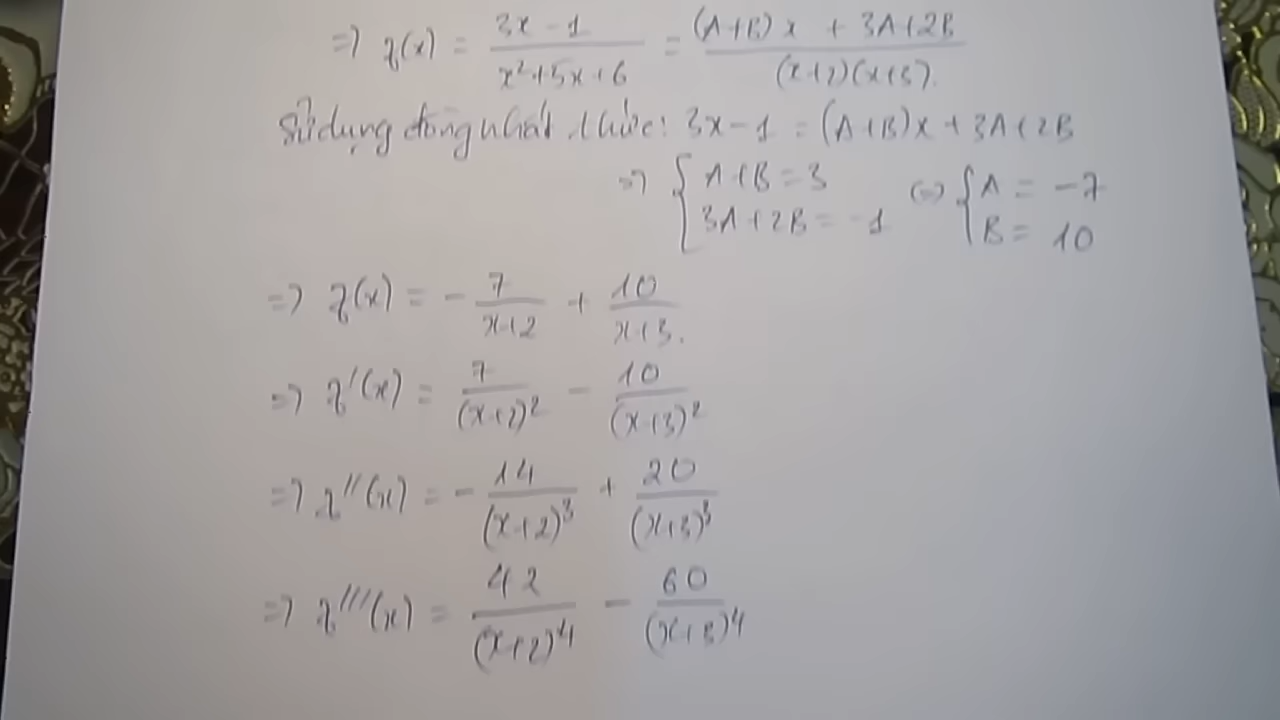 => z(x) = (3x - 1)/(x² + 5x + 6) = ((A+B)x + 3A+2B)/((x+2)(x+3)).
Sử dụng đồng nhất thức: 3x - 1 = (A+B)x + 3A+2B
=> { A+B = 3 ; 3A+2B = -1 <=> { A = -7 ; B = 10
=> z(x) = - 7/(x+2) + 10/(x+3).
=> z'(x) = 7/(x+2)² - 10/(x+3)²
=> z''(x) = - 14/(x+2)³ + 20/(x+3)³
=> z'''(x) = 42/(x+2)⁴ - 60/(x+3)⁴